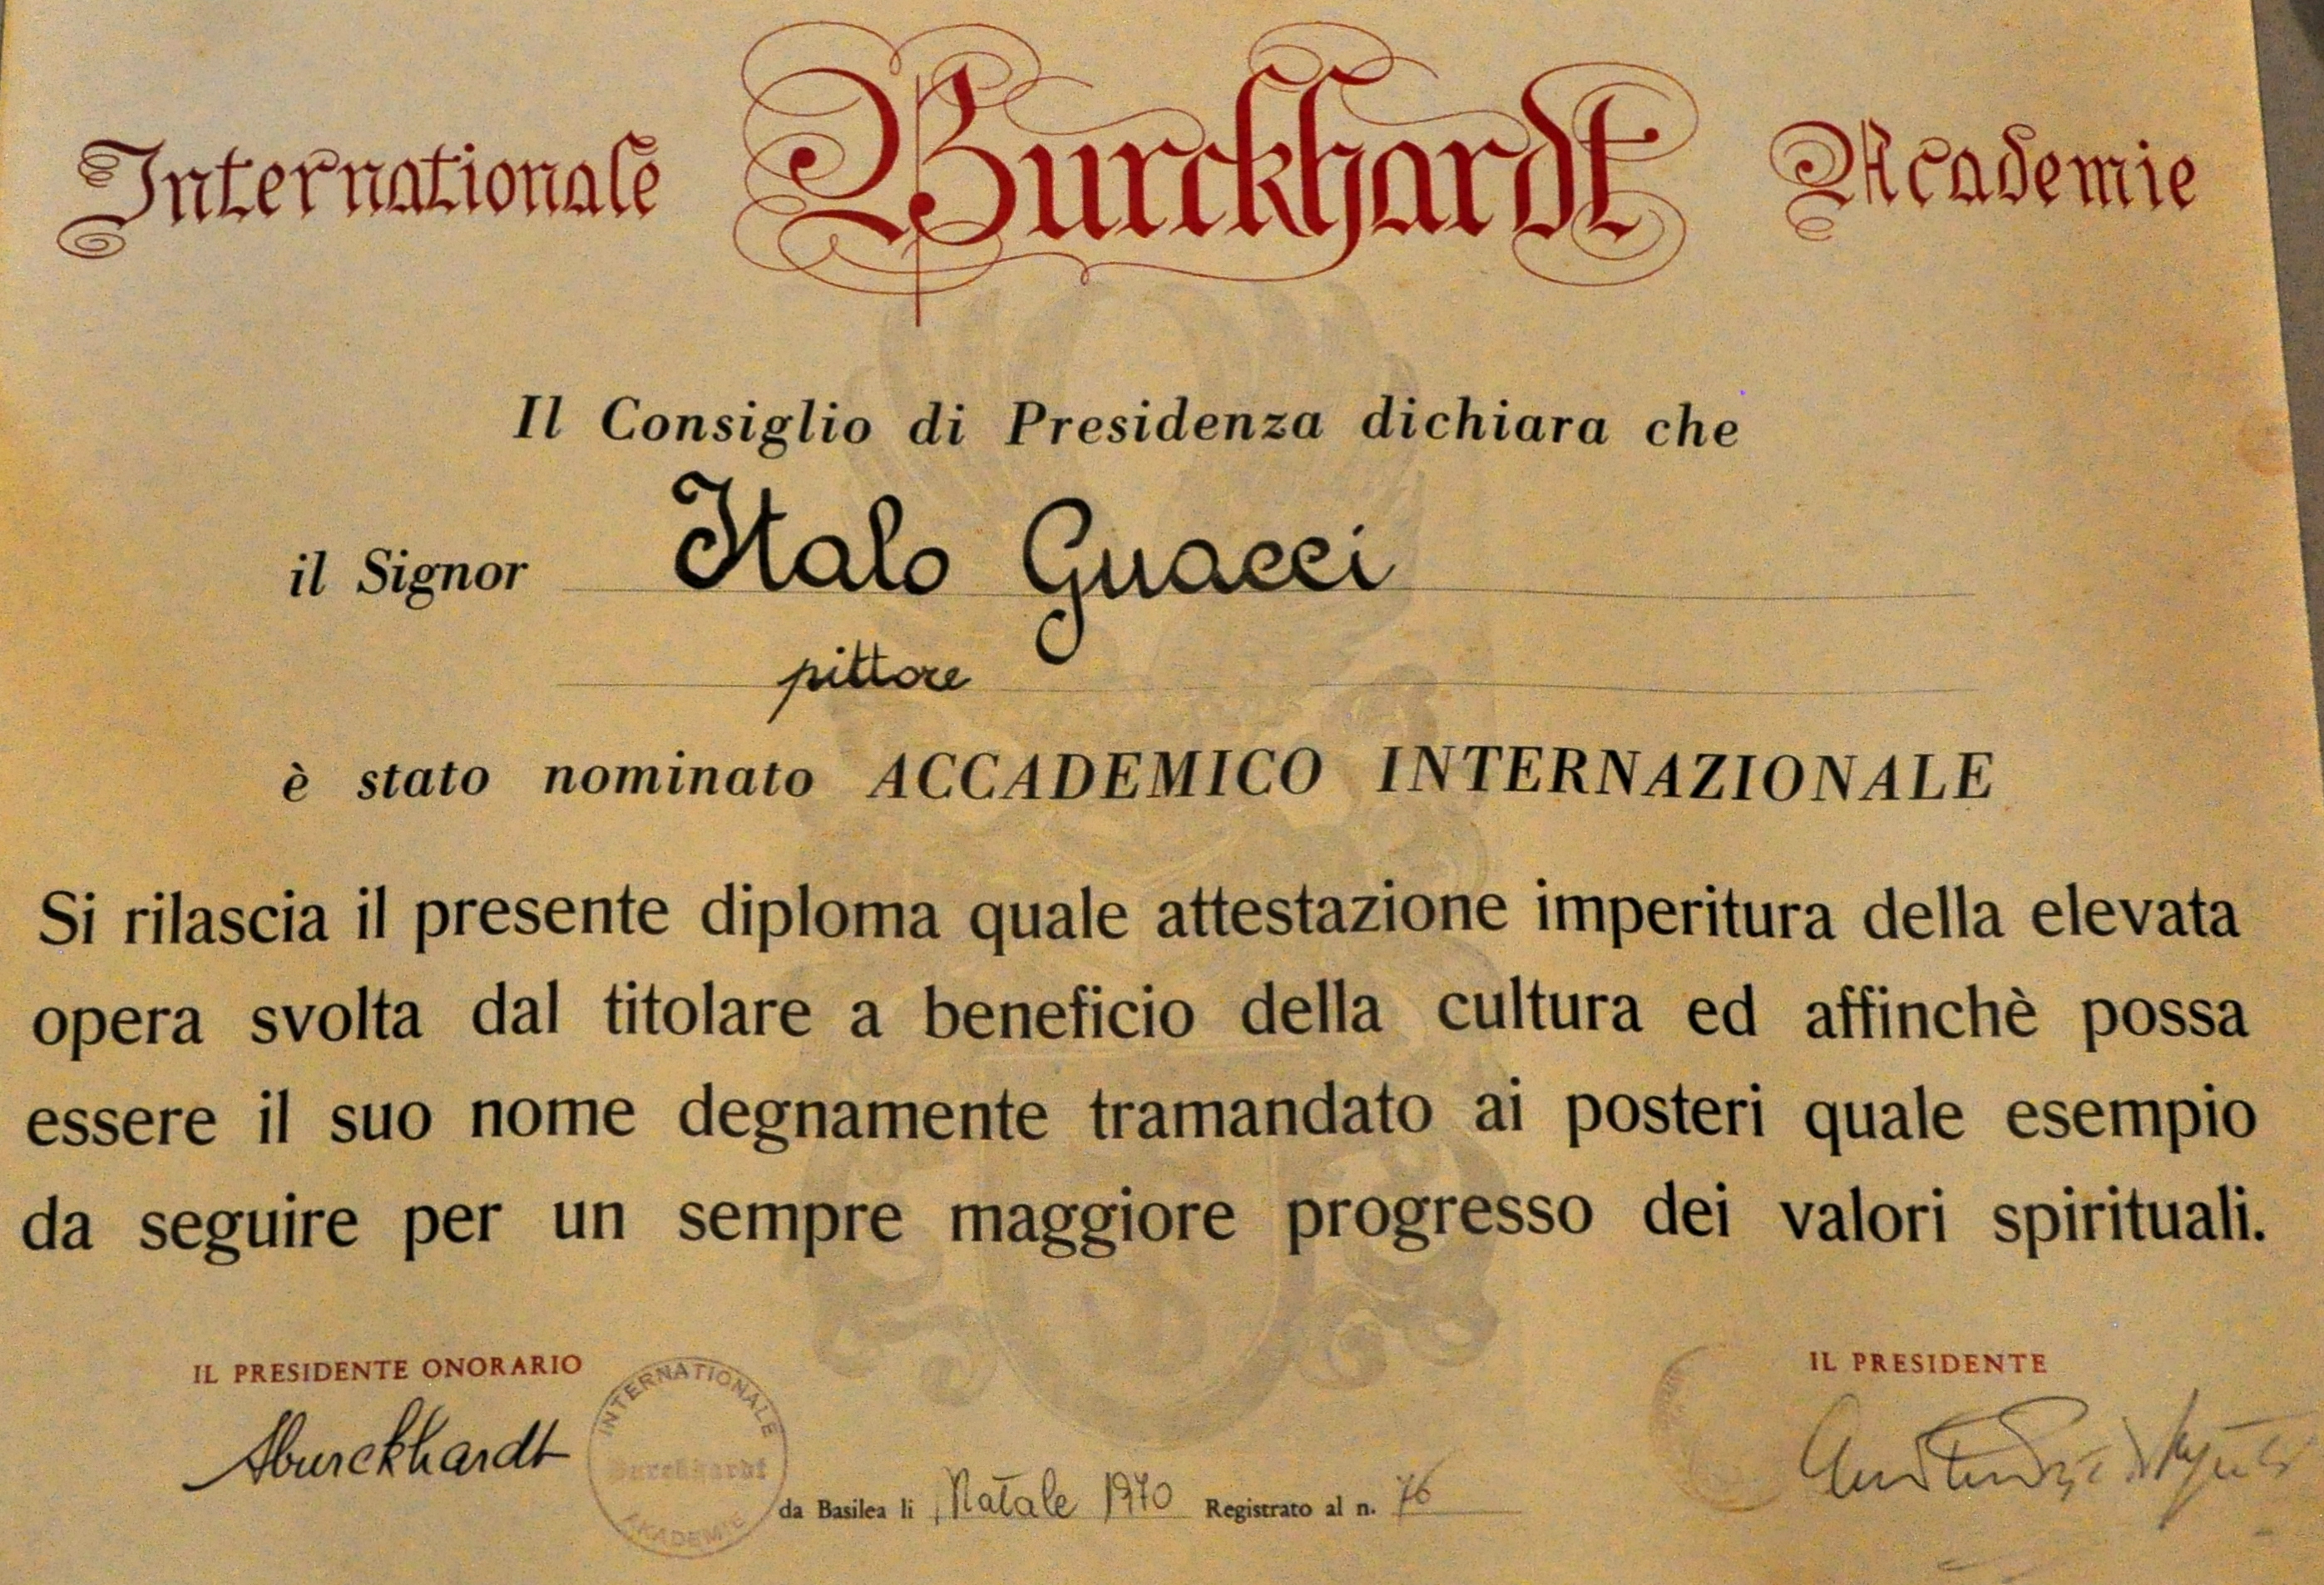 Internationale Burckhardt Academie
Il Consiglio di Presidenza dichiara che
il Signor Italo Guacci
pittore
è stato nominato ACCADEMICO INTERNAZIONALE
Si rilascia il presente diploma quale attestazione imperitura della elevata
opera svolta dal titolare a beneficio della cultura ed affinchè possa
essere il suo nome degnamente tramandato ai posteri quale esempio
da seguire per un sempre maggiore progresso dei valori spirituali.
IL PRESIDENTE ONORARIO
Aburckhardt
INTERNATIONALE
Burckhardt
AKADEMIE
da Basilea li Natale 1970 Registrato al n. 76
IL PRESIDENTE